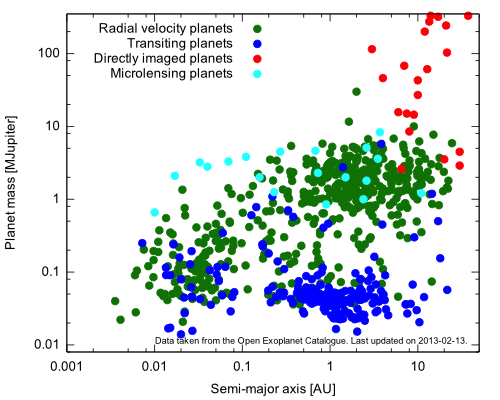 Radial velocity planets
Transiting planets
Directly imaged planets
Microlensing planets
100
10
1
0.1
0.01
Planet mass [MJupiter]
Data taken from the Open Exoplanet Catalogue. Last updated on 2013-02-13.
0.001
0.01
0.1
1
10
Semi-major axis [AU]